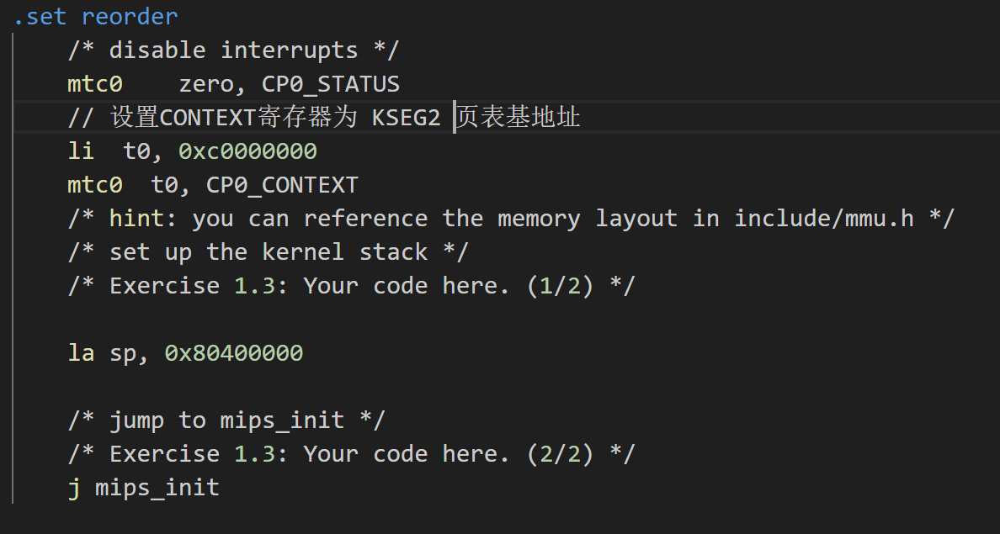 .set reorder
/* disable interrupts */
mtc0    zero, CP0_STATUS
// 设置CONTEXT寄存器为 KSEG2 页表基地址
li  t0, 0xc0000000
mtc0  t0, CP0_CONTEXT
/* hint: you can reference the memory layout in include/mmu.h */
/* set up the kernel stack */
/* Exercise 1.3: Your code here. (1/2) */
la sp, 0x80400000
/* jump to mips_init */
/* Exercise 1.3: Your code here. (2/2) */
j mips_init